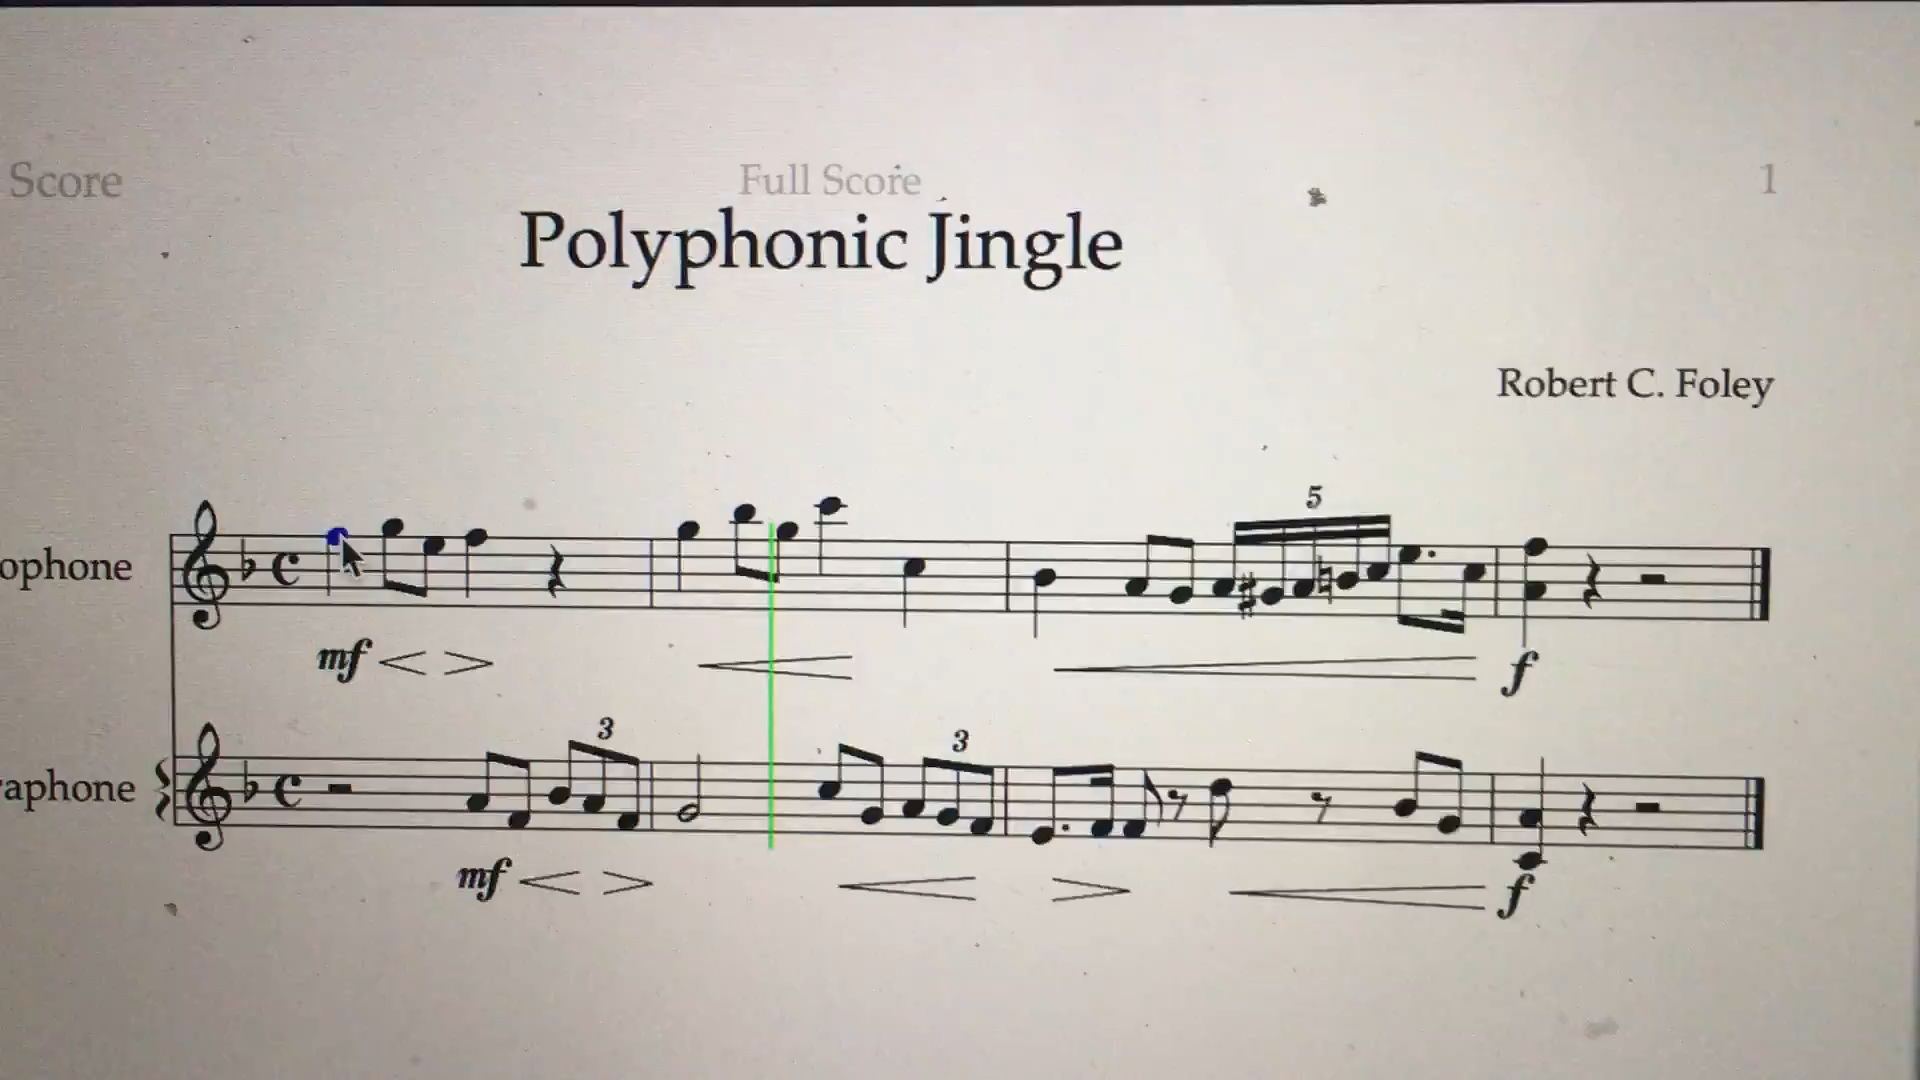 Score Full Score 1
Polyphonic Jingle
Robert C. Foley
5
ophone
mf f
3 3
aphone
mf f